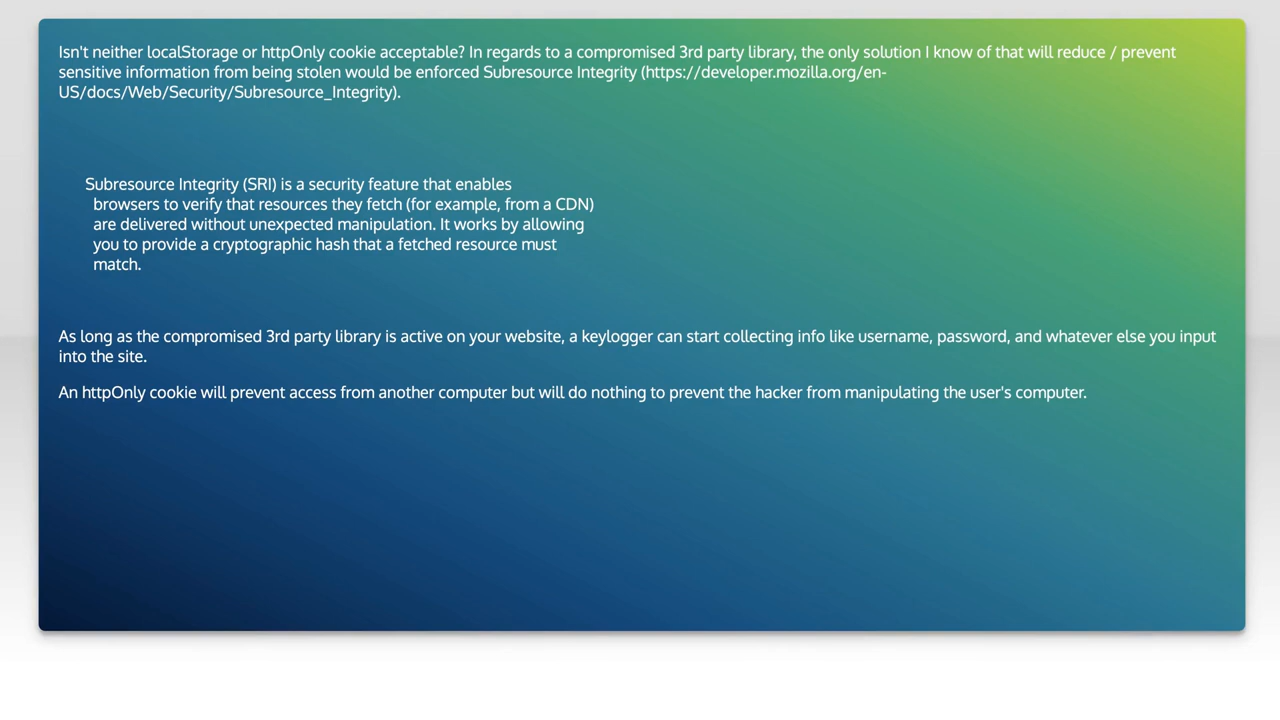 Isn't neither localStorage or httpOnly cookie acceptable? In regards to a compromised 3rd party library, the only solution I know of that will reduce / prevent
sensitive information from being stolen would be enforced Subresource Integrity (https://developer.mozilla.org/en-
US/docs/Web/Security/Subresource_Integrity).
Subresource Integrity (SRI) is a security feature that enables
browsers to verify that resources they fetch (for example, from a CDN)
are delivered without unexpected manipulation. It works by allowing
you to provide a cryptographic hash that a fetched resource must
match.
As long as the compromised 3rd party library is active on your website, a keylogger can start collecting info like username, password, and whatever else you input
into the site.
An httpOnly cookie will prevent access from another computer but will do nothing to prevent the hacker from manipulating the user's computer.